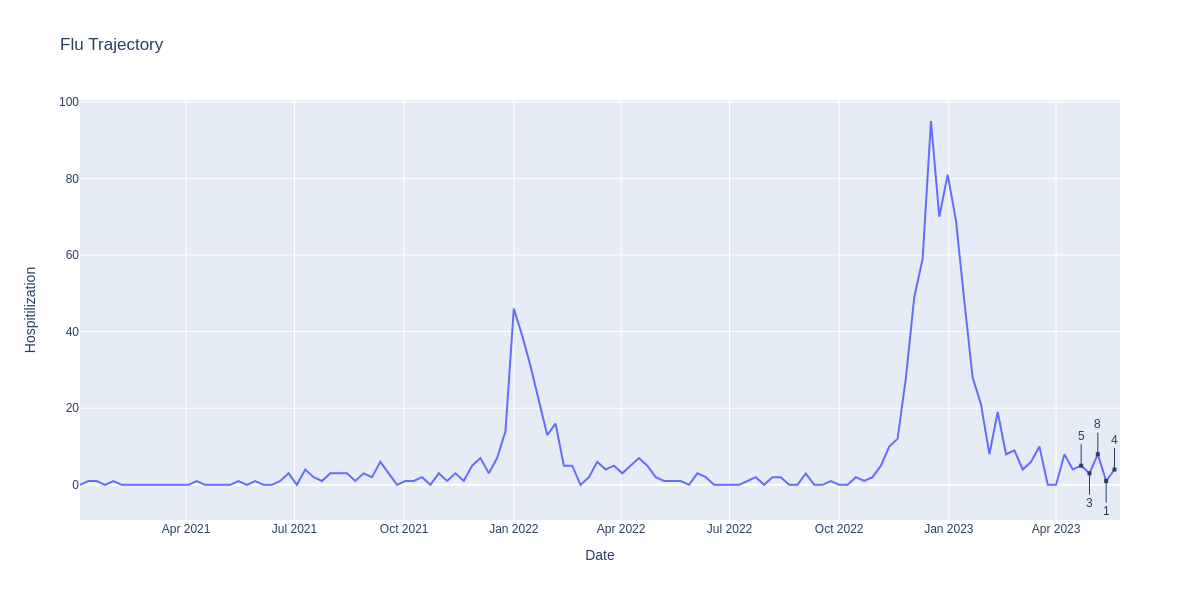 Flu Trajectory
Hospitilization
100
80
60
40
20
0
5
3
8
1
4
Apr 2021
Jul 2021
Oct 2021
Jan 2022
Apr 2022
Jul 2022
Oct 2022
Jan 2023
Apr 2023
Date